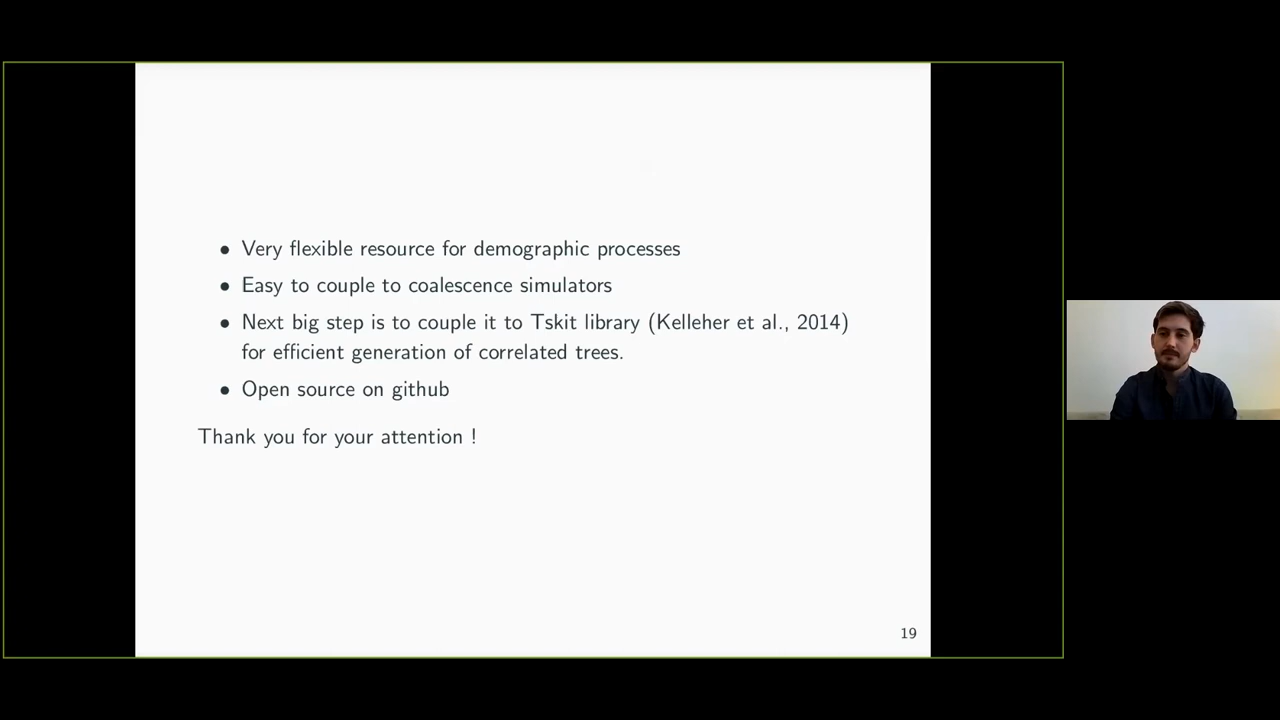 • Very flexible resource for demographic processes
• Easy to couple to coalescence simulators
• Next big step is to couple it to Tskit library (Kelleher et al., 2014)
for efficient generation of correlated trees.
• Open source on github
Thank you for your attention !
19